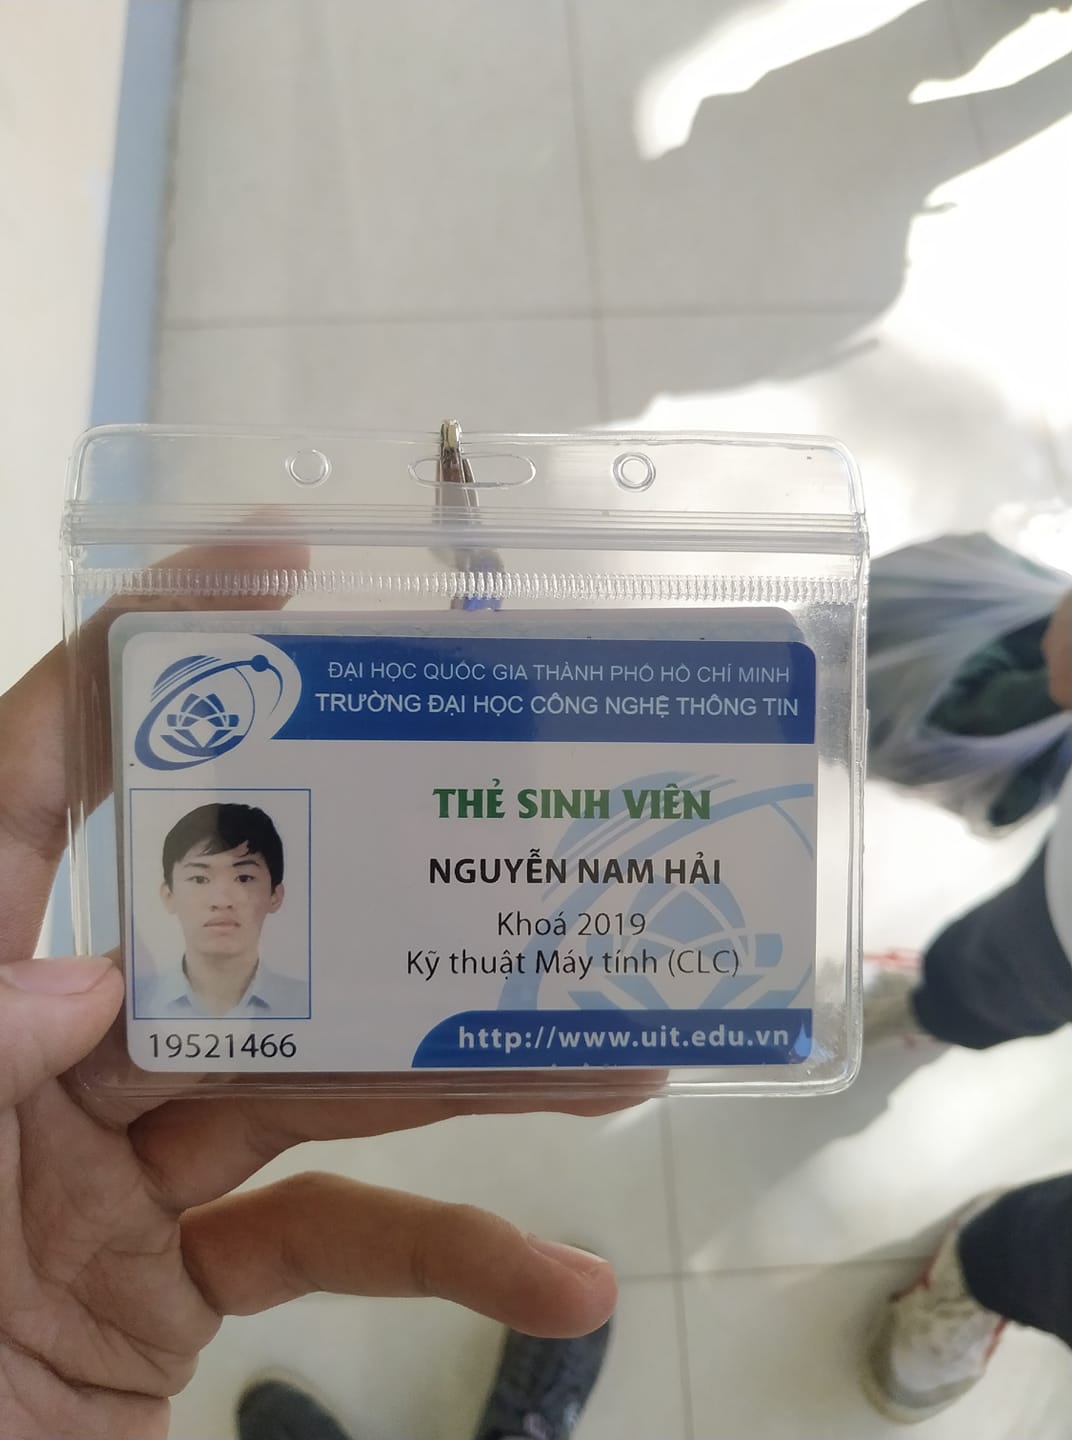 ĐẠI HỌC QUỐC GIA THÀNH PHỐ HỒ CHÍ MINH
TRƯỜNG ĐẠI HỌC CÔNG NGHỆ THÔNG TIN
THẺ SINH VIÊN
NGUYỄN NAM HẢI
Khoá 2019
Kỹ thuật Máy tính (CLC)
19521466
http://www.uit.edu.vn